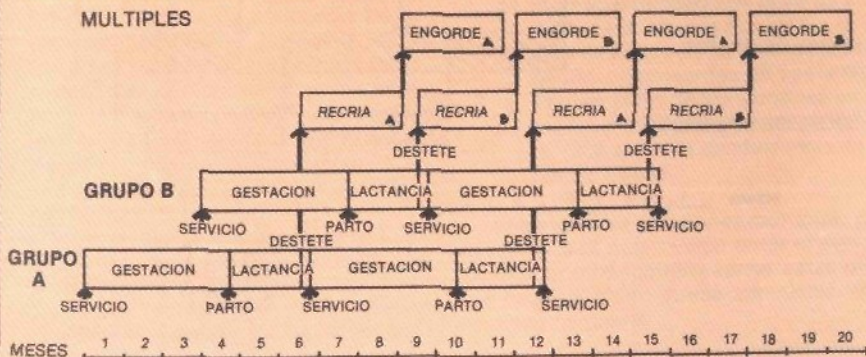 MULTIPLES
ENGORDE A ENGORDE B ENGORDE A ENGORDE B
RECRIA A RECRIA B RECRIA A RECRIA B
DESTETE DESTETE
GRUPO B GESTACION LACTANCIA GESTACION LACTANCIA
SERVICIO PARTO SERVICIO PARTO SERVICIO
DESTETE DESTETE
GRUPO A GESTACION LACTANCIA GESTACION LACTANCIA
SERVICIO PARTO SERVICIO PARTO SERVICIO
MESES 1 2 3 4 5 6 7 8 9 10 11 12 13 14 15 16 17 18 19 20